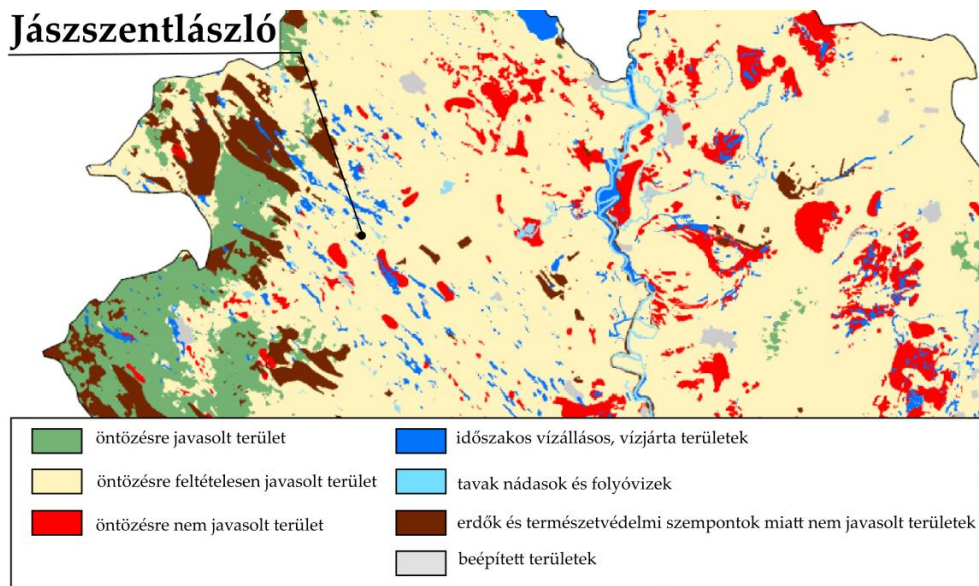 Jászszentlászló
öntözésre javasolt terület
öntözésre feltételesen javasolt terület
öntözésre nem javasolt terület
időszakos vízállásos, vízjárta területek
tavak nádasok és folyóvizek
erdők és természetvédelmi szempontok miatt nem javasolt területek
beépített területek